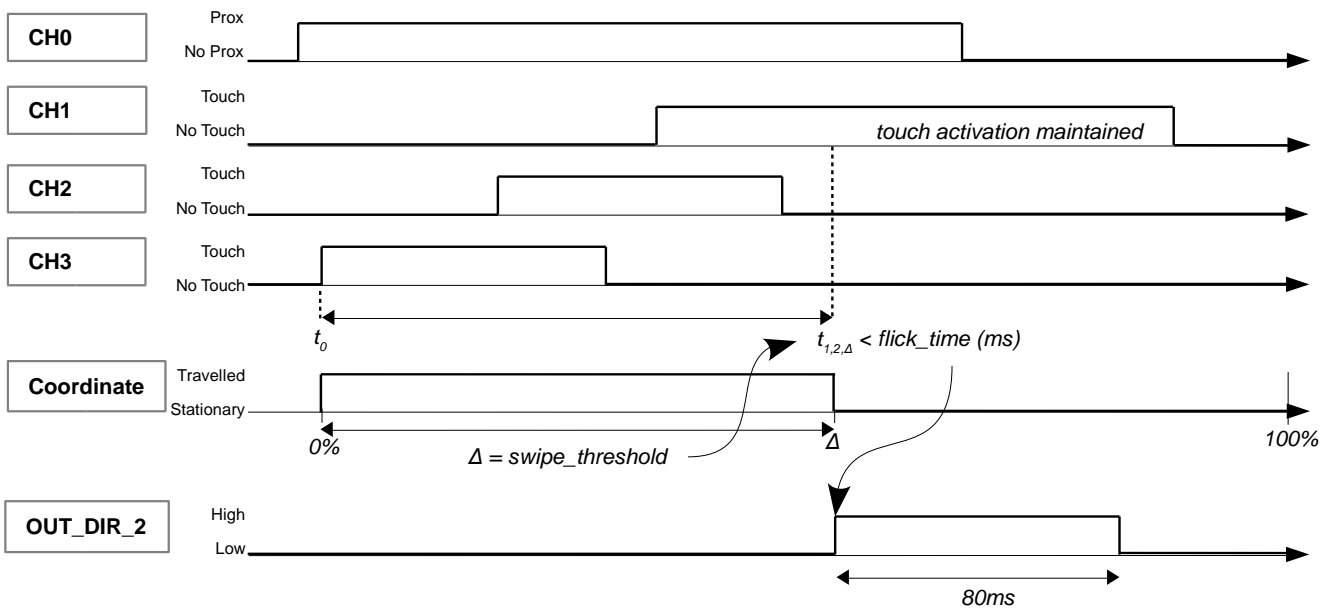 CH0
Prox
No Prox
CH1
Touch
No Touch
touch activation maintained
CH2
Touch
No Touch
CH3
Touch
No Touch
t0
t1,2,Δ < flick_time (ms)
Coordinate
Travelled
Stationary
0%
Δ = swipe_threshold
Δ
100%
OUT_DIR_2
High
Low
80ms